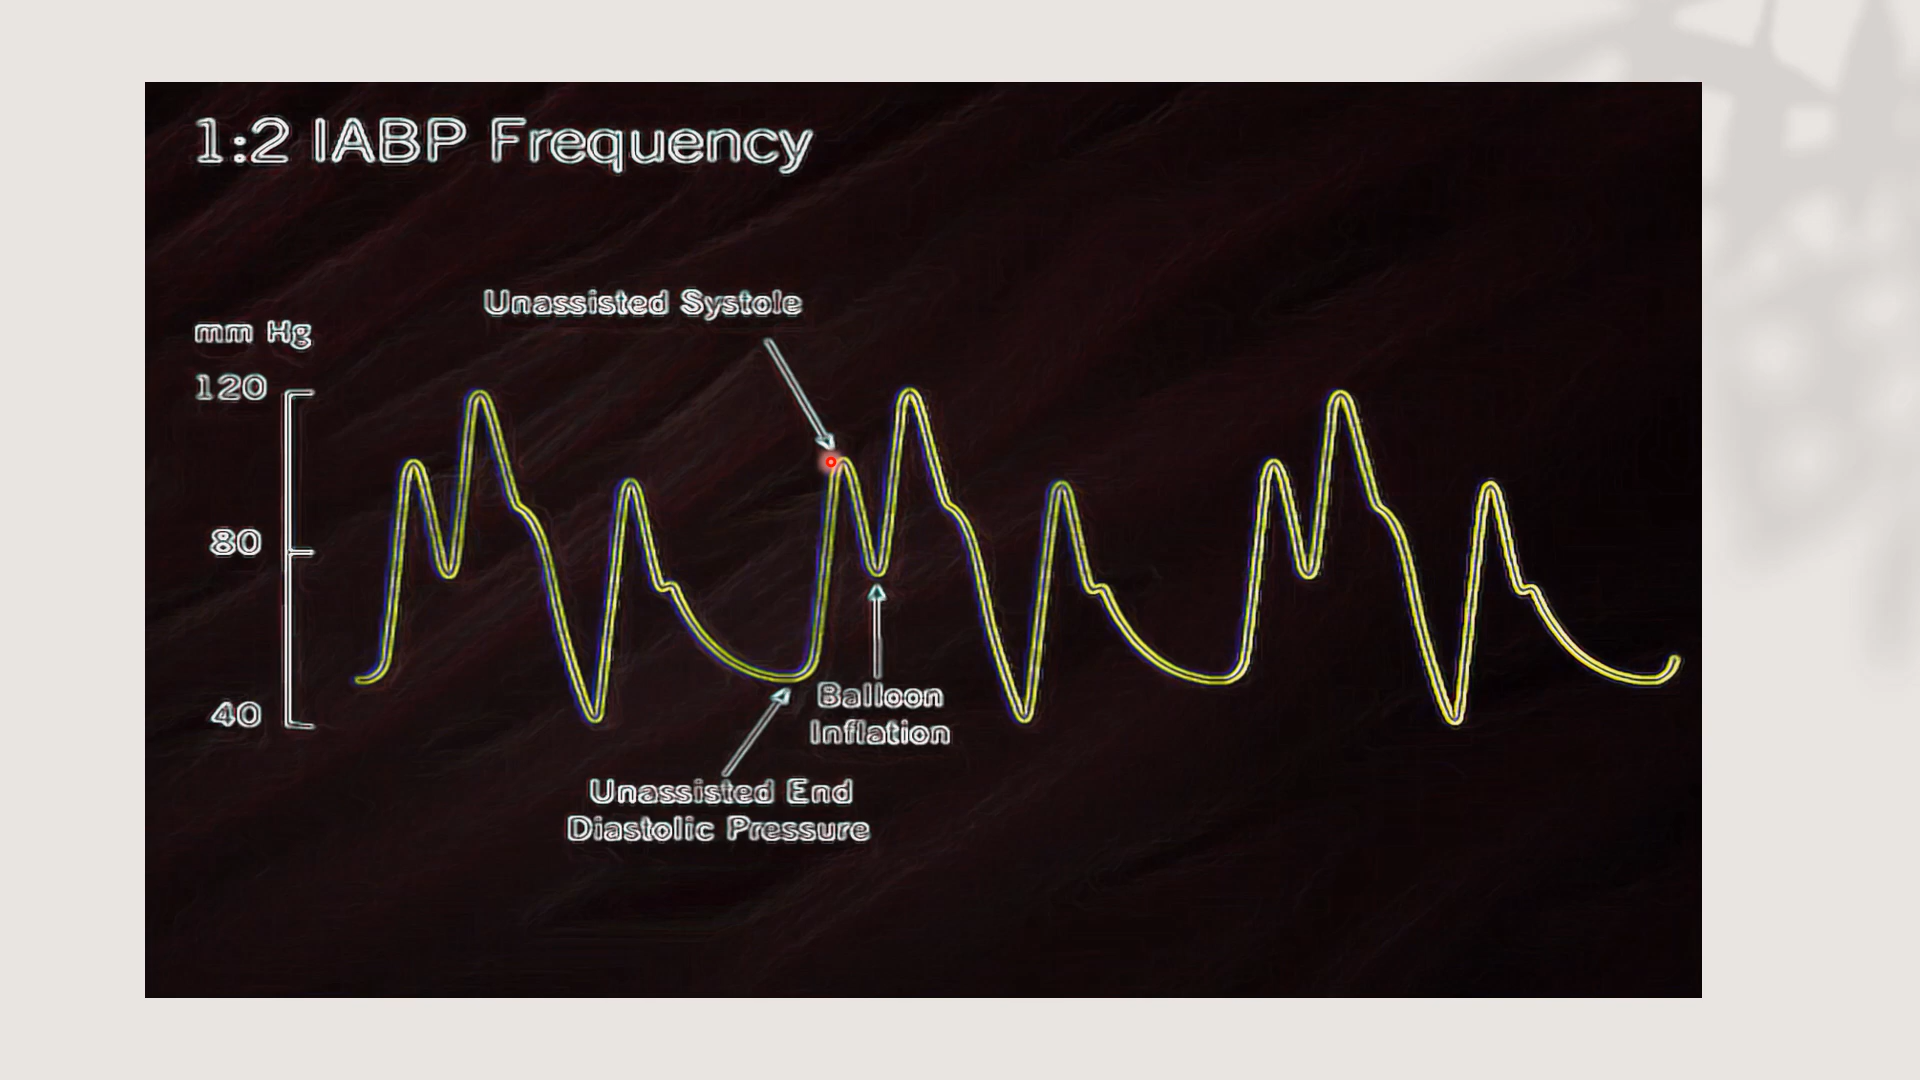 1:2 IABP Frequency
Unassisted Systole
mm Hg
120
80
40
Balloon
Inflation
Unassisted End
Diastolic Pressure